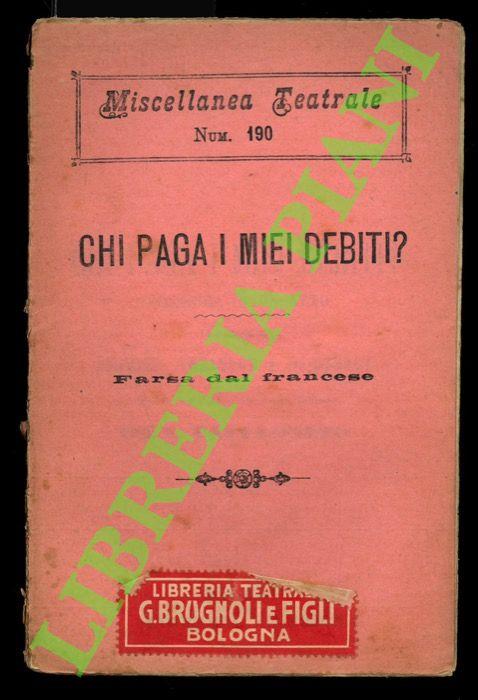 Miscellanea Teatrale
NUM. 190
CHI PAGA I MIEI DEBITI?
Farsa dal francese
LIBRERIA TEATRALE
G. BRUGNOLI E FIGLI
BOLOGNA
LIBRERIA PIANI